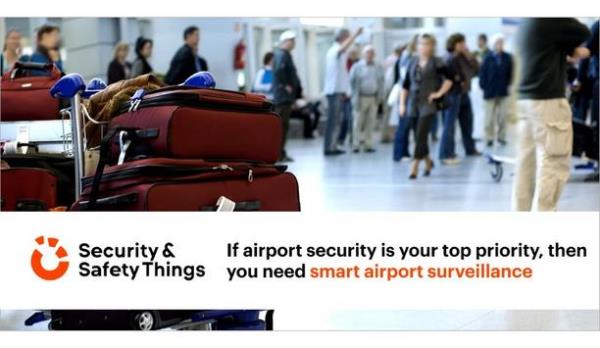 Security &
Safety Things
If airport security is your top priority, then
you need smart airport surveillance